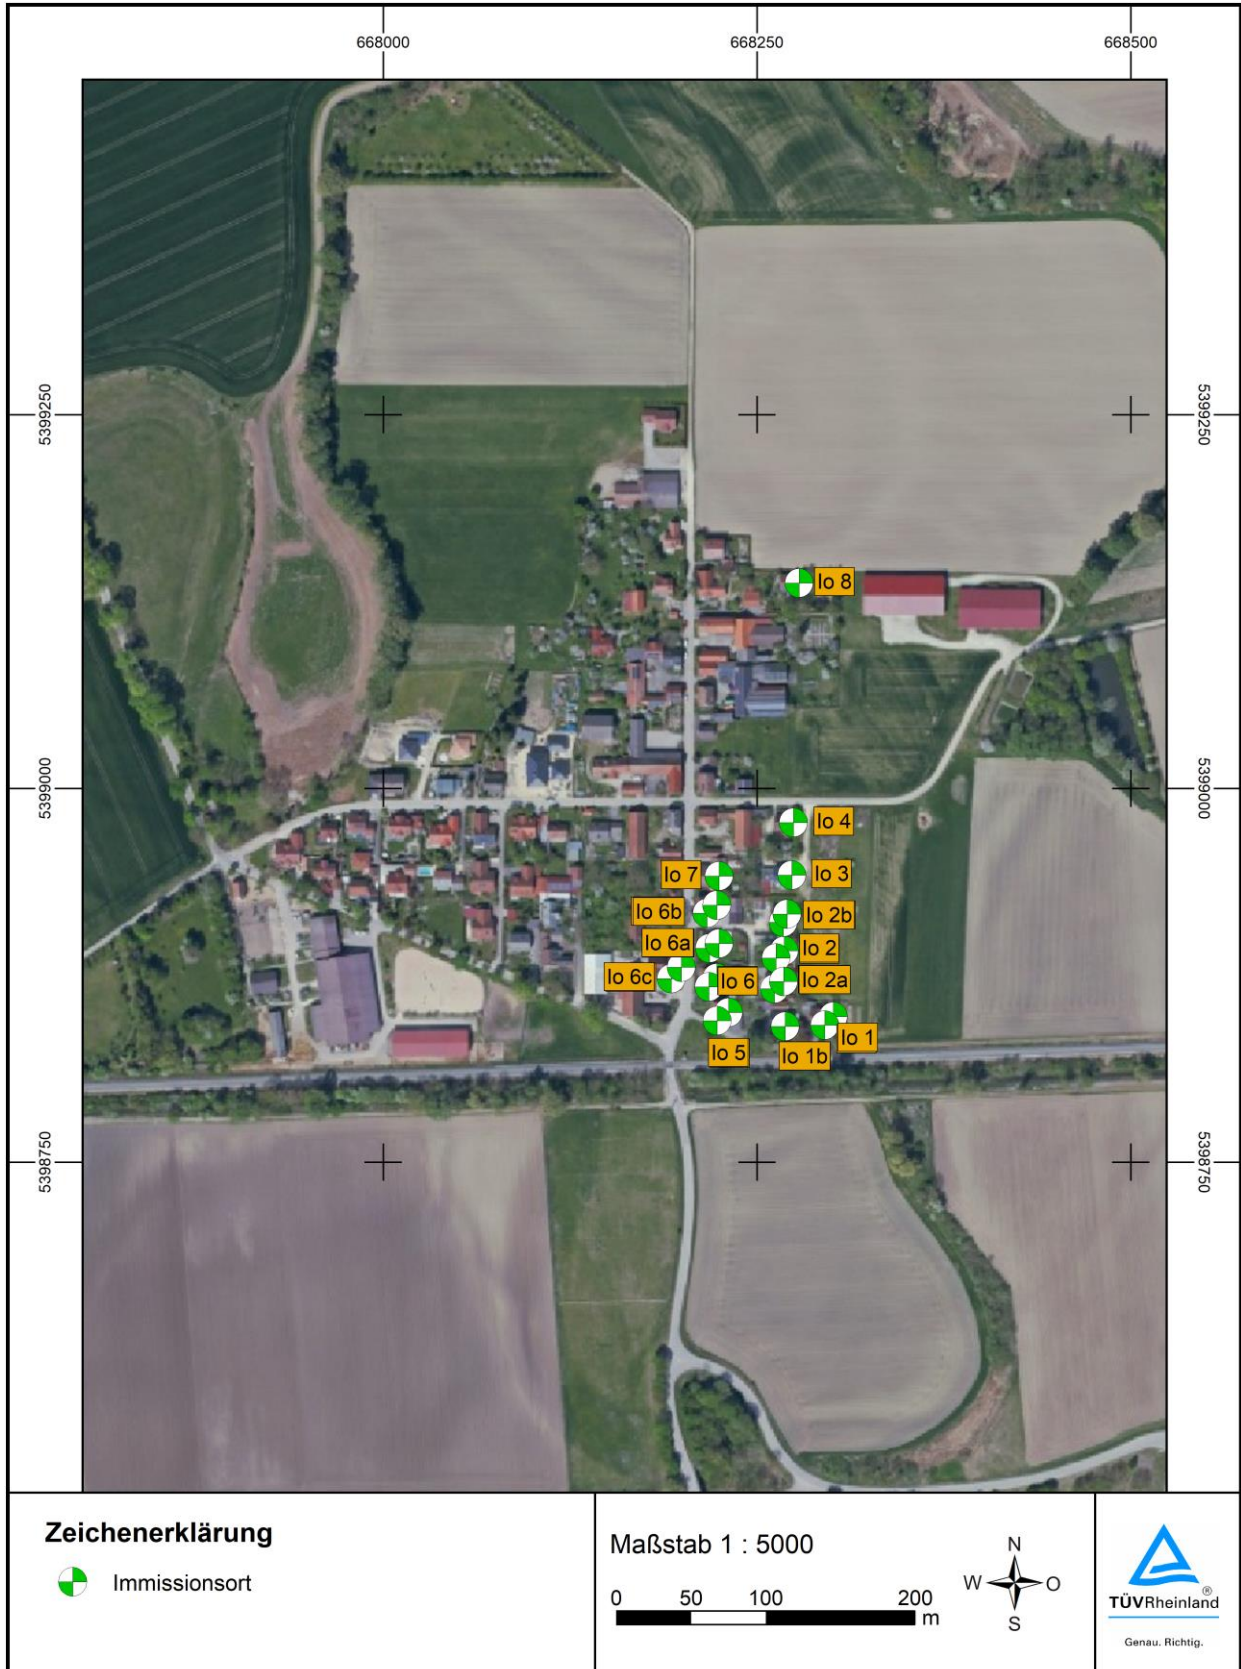 668000
668250
668500
5399250
5399250
Io 8
5399000
5399000
Io 4
Io 7
Io 3
Io 6b
Io 2b
Io 6a
Io 2
Io 6c
Io 6
Io 2a
Io 5
Io 1
Io 1b
5398750
5398750
Zeichenerklärung
Immissionsort
Maßstab 1 : 5000
0 50 100 200
m
N
W O
S
TÜVRheinland®
Genau. Richtig.